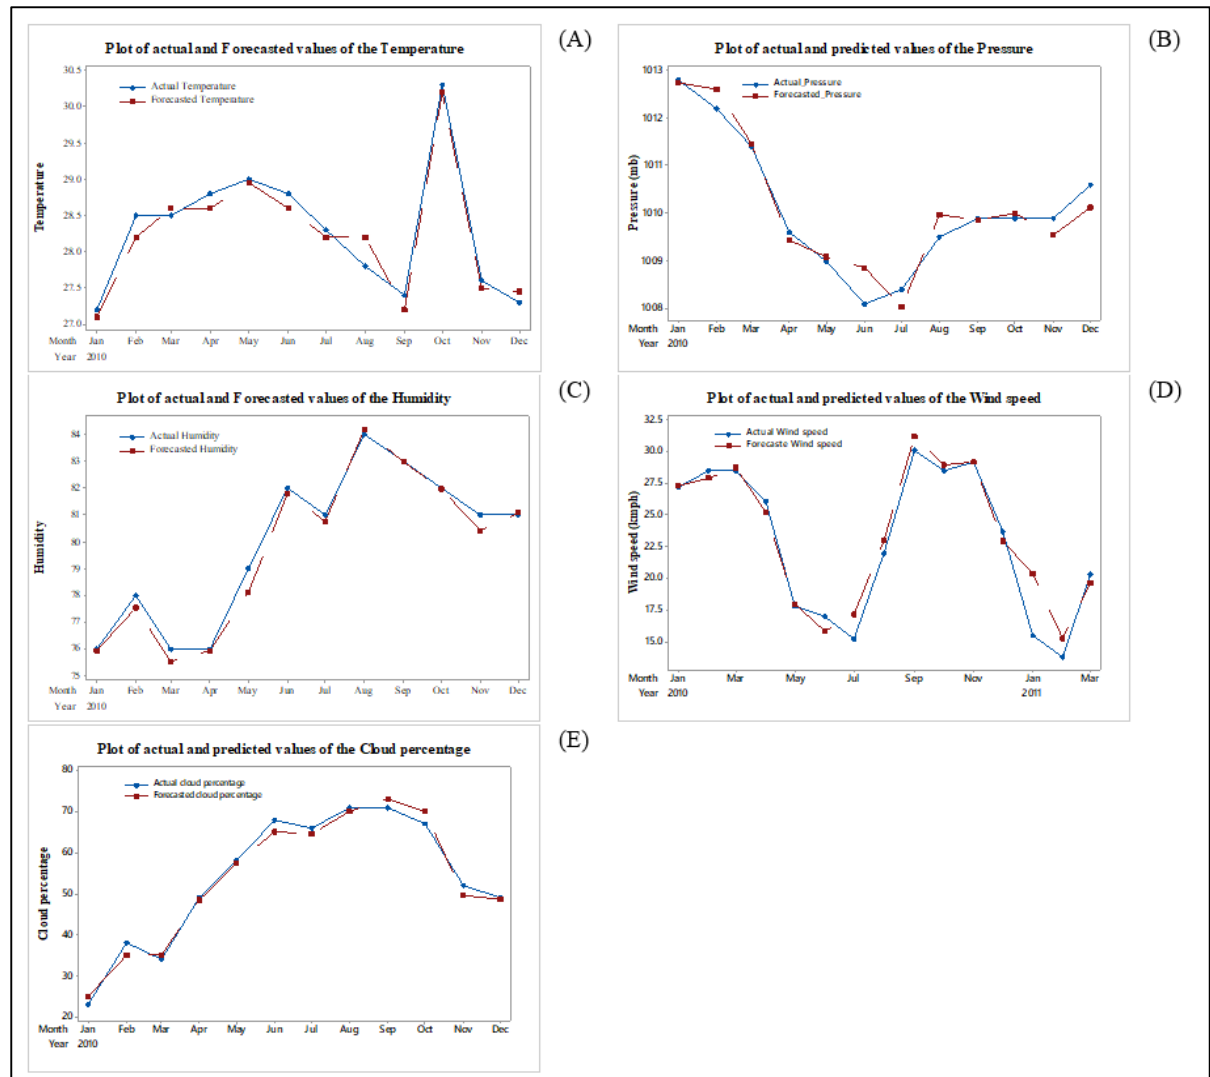 Plot of actual and Forecasted values of the Temperature
(A)
Actual Temperature
Forecasted Temperature
30.5
30.0
29.5
29.0
28.5
28.0
27.5
27.0
Temperature
Month Jan Feb Mar Apr May Jun Jul Aug Sep Oct Nov Dec
Year 2010
Plot of actual and predicted values of the Pressure
(B)
Actual_Pressure
Forecasted_Pressure
1013
1012
1011
1010
1009
1008
Pressure (mb)
Month Jan Feb Mar Apr May Jun Jul Aug Sep Oct Nov Dec
Year 2010
Plot of actual and Forecasted values of the Humidity
(C)
Actual Humidity
Forecasted Humidity
84
83
82
81
80
79
78
77
76
75
Humidity
Month Jan Feb Mar Apr May Jun Jul Aug Sep Oct Nov Dec
Year 2010
Plot of actual and predicted values of the Wind speed
(D)
Actual Wind speed
Forecaste Wind speed
32.5
30.0
27.5
25.0
22.5
20.0
17.5
15.0
Wind speed (kmph)
Month Jan Mar May Jul Sep Nov Jan Mar
Year 2010 2011
Plot of actual and predicted values of the Cloud percentage
(E)
Actual cloud percentage
Forecasted cloud percentage
80
70
60
50
40
30
20
Cloud percentage
Month Jan Feb Mar Apr May Jun Jul Aug Sep Oct Nov Dec
Year 2010